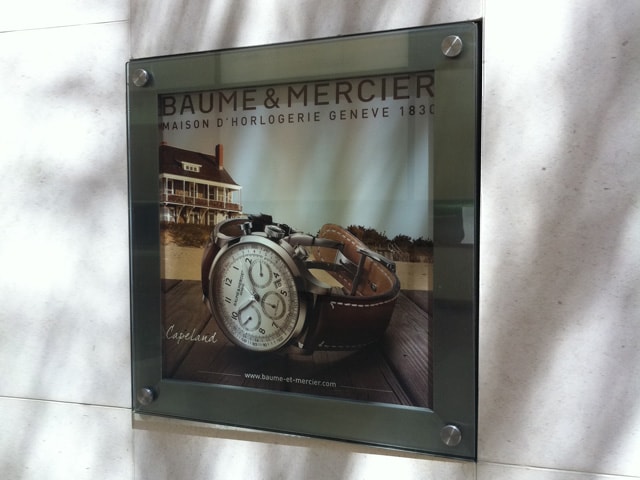 BAUME & MERCIER
MAISON D'HORLOGERIE GENEVE 1830
Capeland
www.baume-et-mercier.com